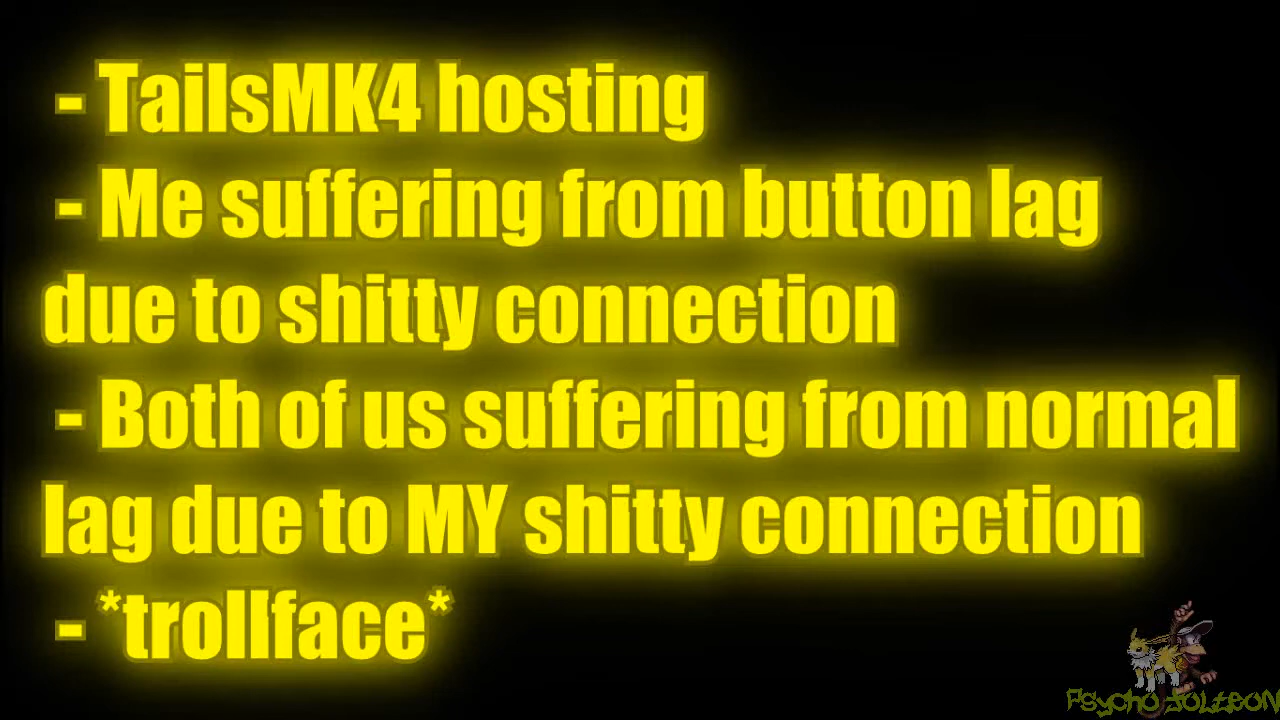 - TailsMK4 hosting
- Me suffering from button lag
due to shitty connection
- Both of us suffering from normal
lag due to MY shitty connection
- *trollface*
Psycho Jolteon